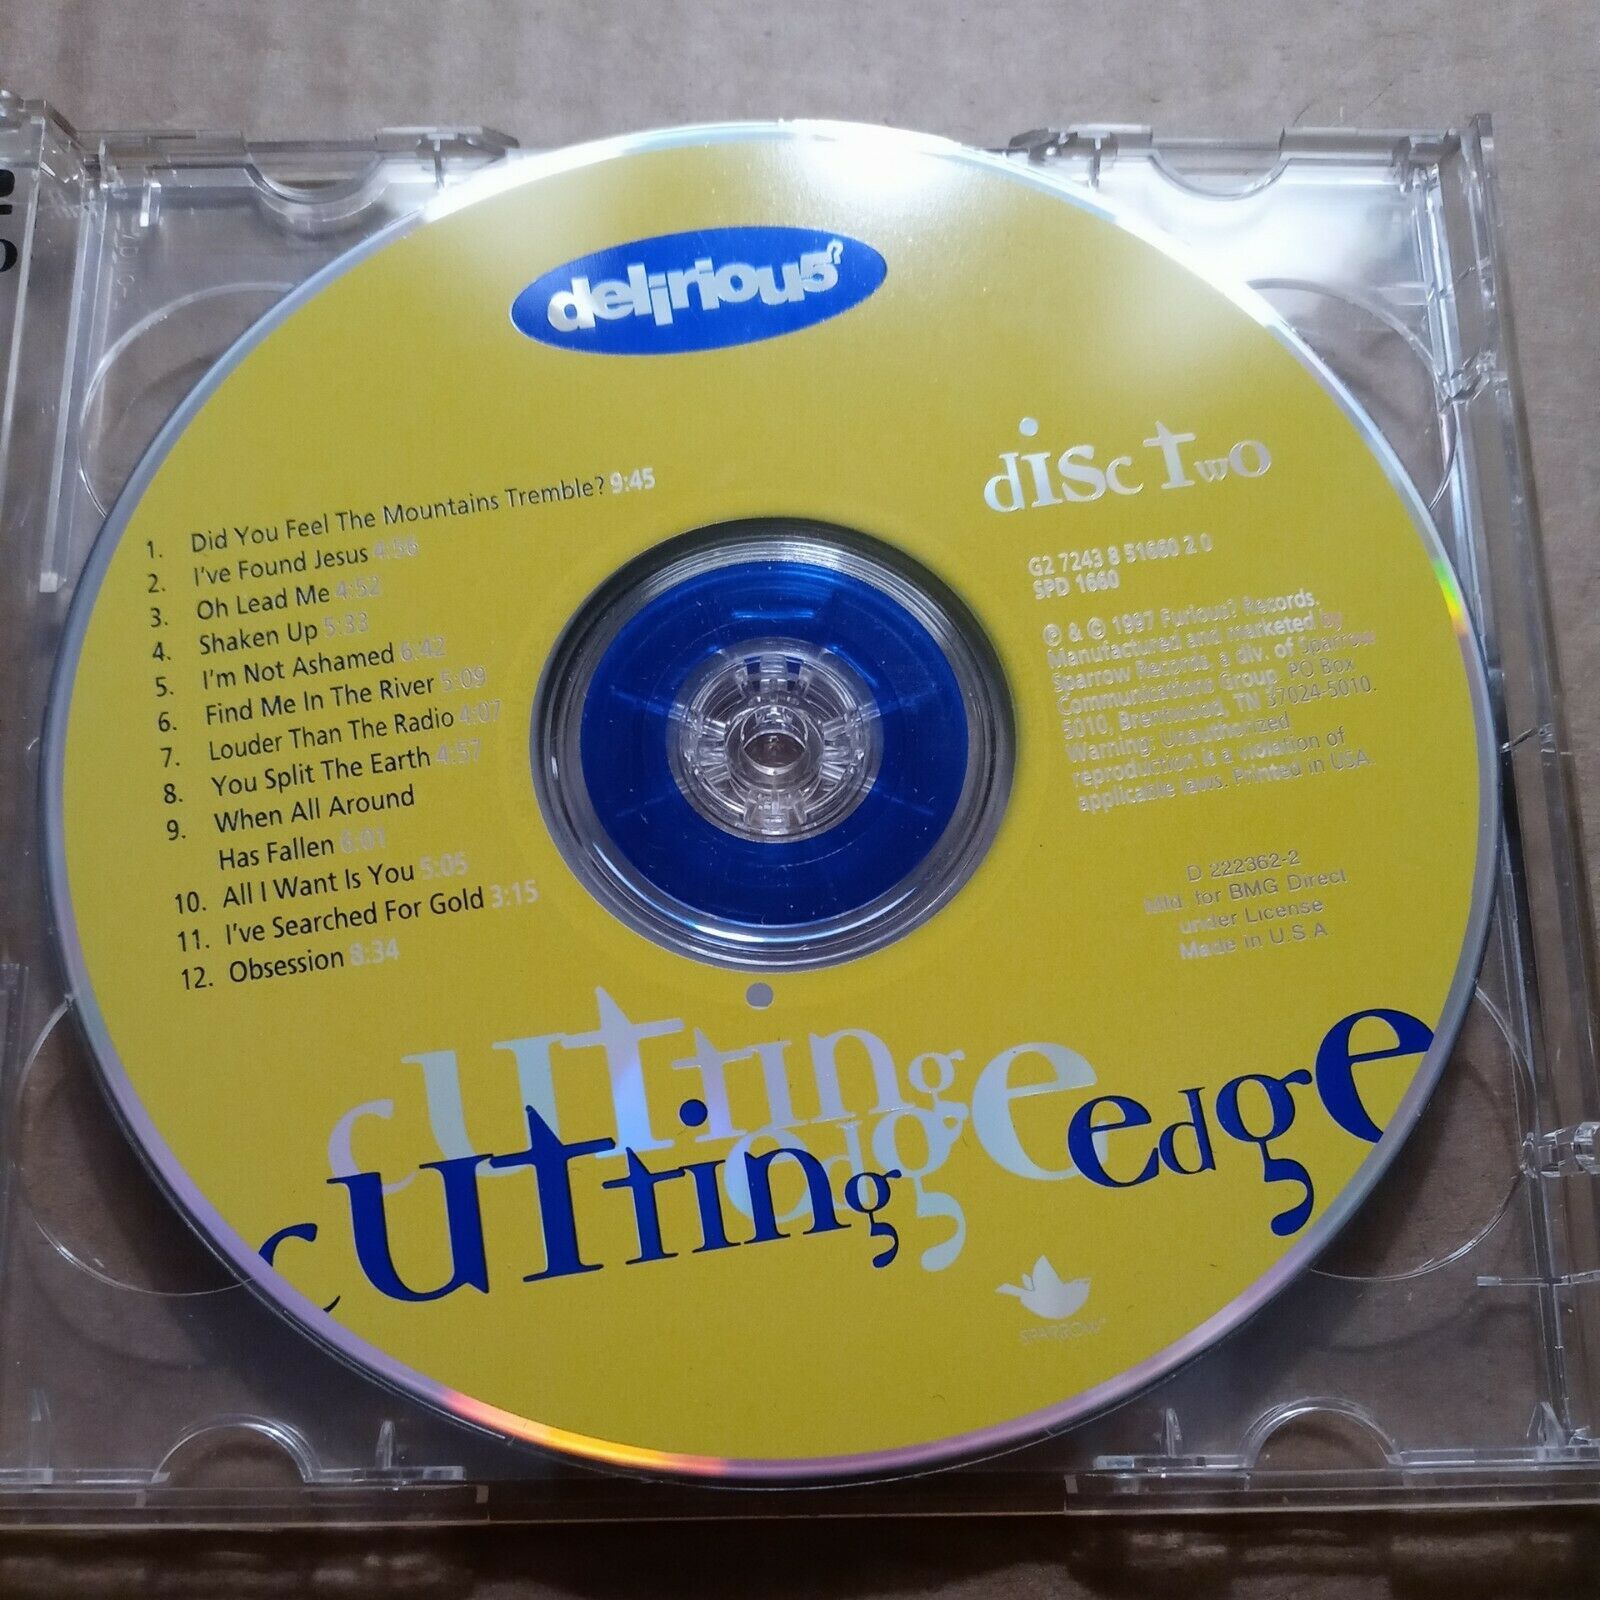 delirious?
disc two
1. Did You Feel The Mountains Tremble? 9:45
2. I've Found Jesus 4:56
3. Oh Lead Me 4:52
4. Shaken Up 5:33
5. I'm Not Ashamed 6:42
6. Find Me In The River 5:09
7. Louder Than The Radio 4:07
8. You Split The Earth 4:57
9. When All Around
Has Fallen 6:01
10. All I Want Is You 5:05
11. I've Searched For Gold 3:15
12. Obsession 8:34
G2 7243 8 51660 2 0
SPD 1660
℗ & © 1997 Furious? Records.
Manufactured and marketed by
Sparrow Records, a div. of Sparrow
Communications Group, PO Box
5010, Brentwood, TN 37024-5010.
Warning: Unauthorized
reproduction is a violation of
applicable laws. Printed in USA.
D 222362-2
Mfd. for BMG Direct
under License
Made in U.S.A.
cutting
edge
cutting edge
SPARROW